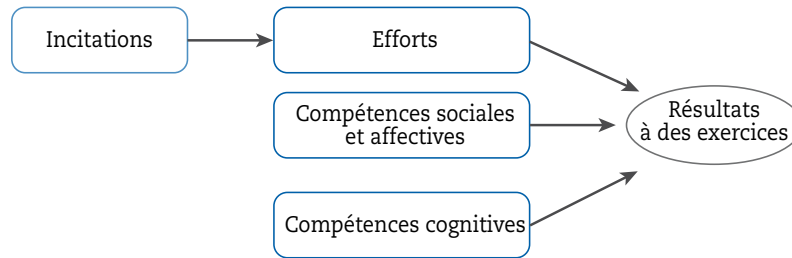 Incitations
Efforts
Compétences sociales
et affectives
Résultats
à des exercices
Compétences cognitives